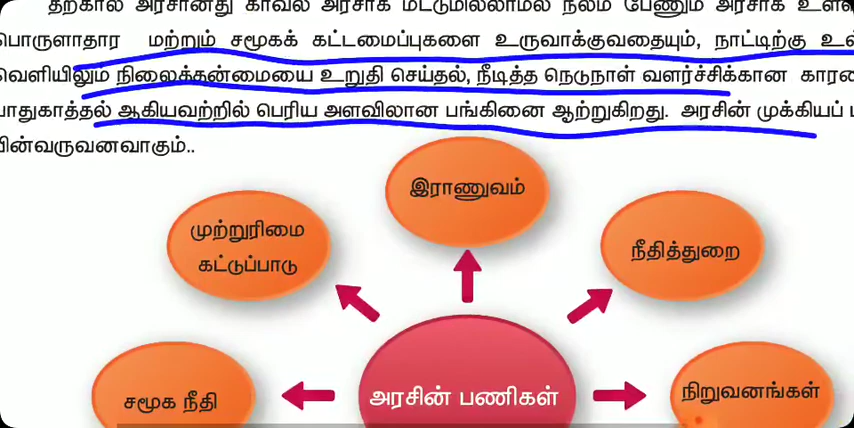 தற்கால அரசானது காவல் அரசாக மட்டுமில்லாமல் நலம் பேணும் அரசாக
பொருளாதார மற்றும் சமூகக் கட்டமைப்புகளை உருவாக்குவதையும், நாட்டிற்கு
வெளியிலும் நிலைத்தன்மையை உறுதி செய்தல், நீடித்த நெடுநாள் வளர்ச்சிக்கான
பாதுகாத்தல் ஆகியவற்றில் பெரிய அளவிலான பங்கினை ஆற்றுகிறது. அரசின் முக்கியப்
பின்வருவனவாகும்..
இராணுவம்
முற்றுரிமை
கட்டுப்பாடு
நீதித்துறை
சமூக நீதி
அரசின் பணிகள்
நிறுவனங்கள்